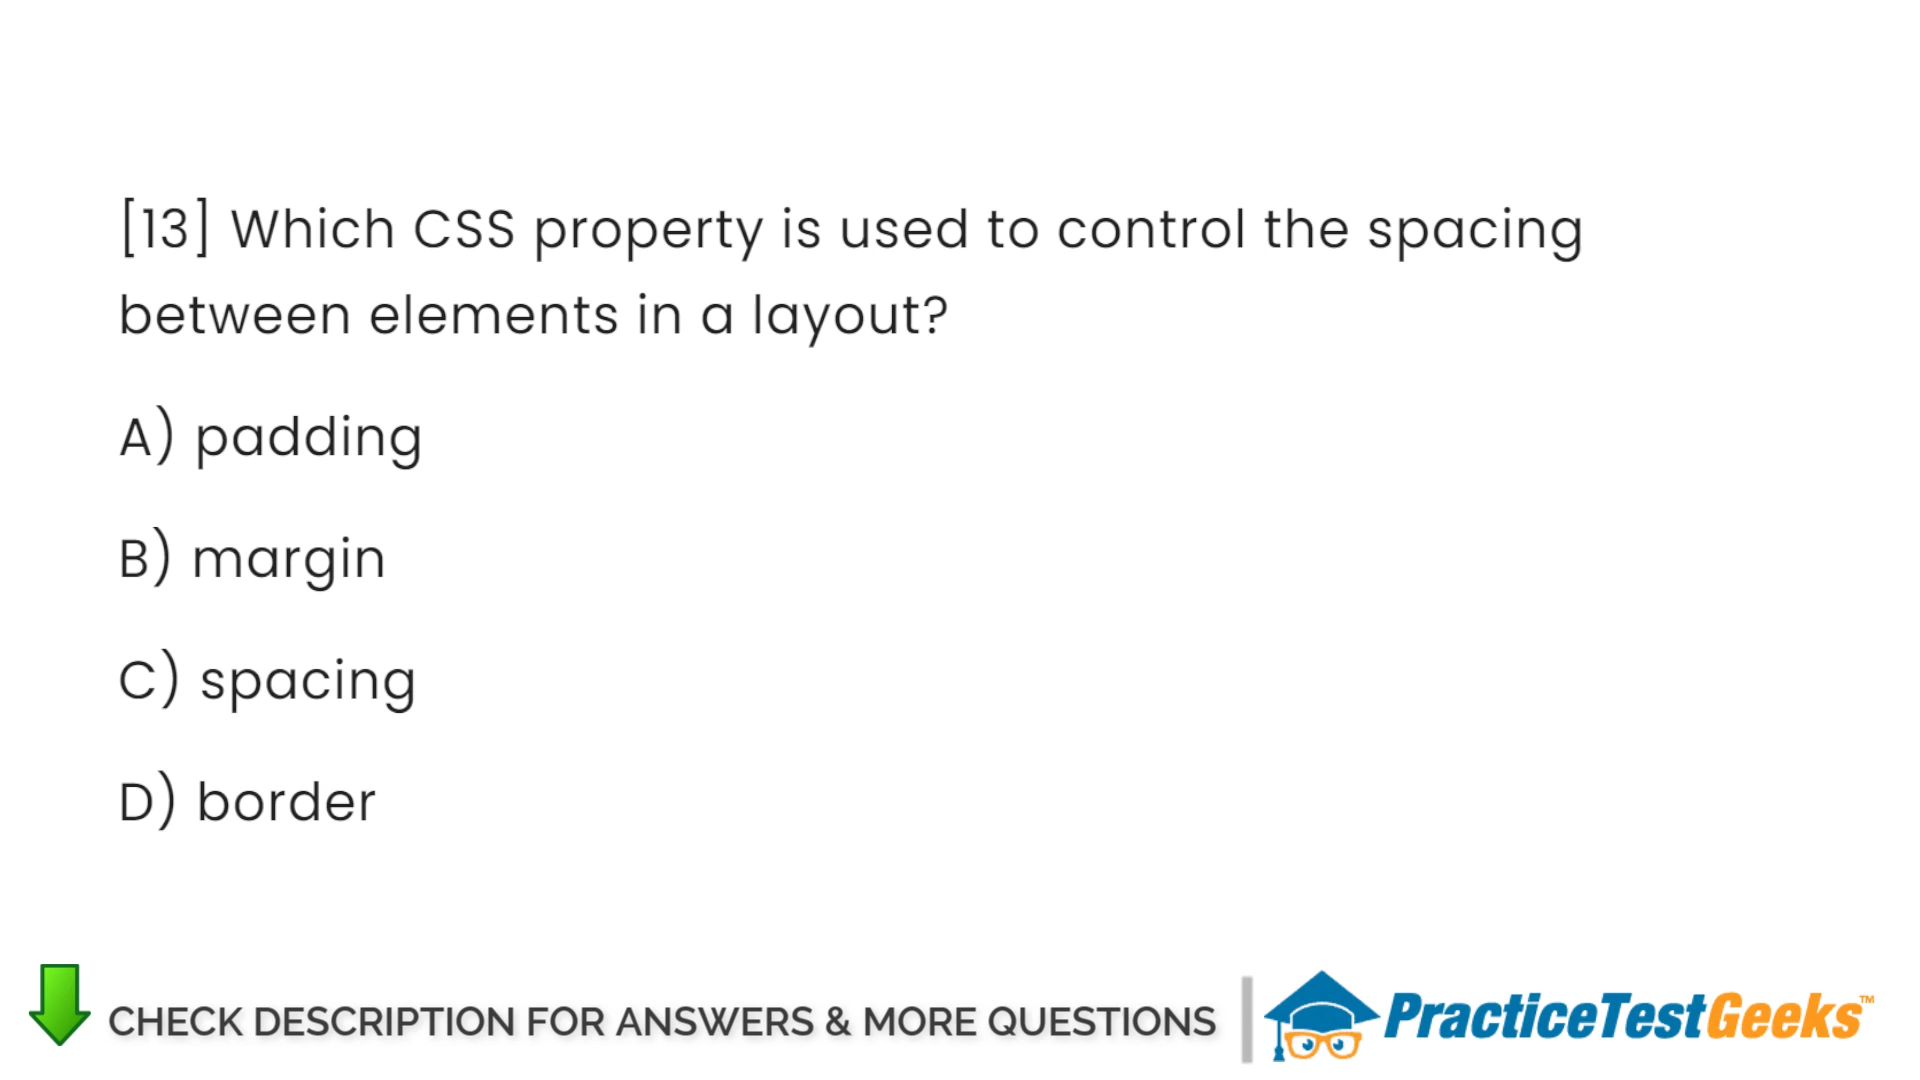 [13] Which CSS property is used to control the spacing
between elements in a layout?
A) padding
B) margin
C) spacing
D) border
CHECK DESCRIPTION FOR ANSWERS & MORE QUESTIONS
PracticeTestGeeks™